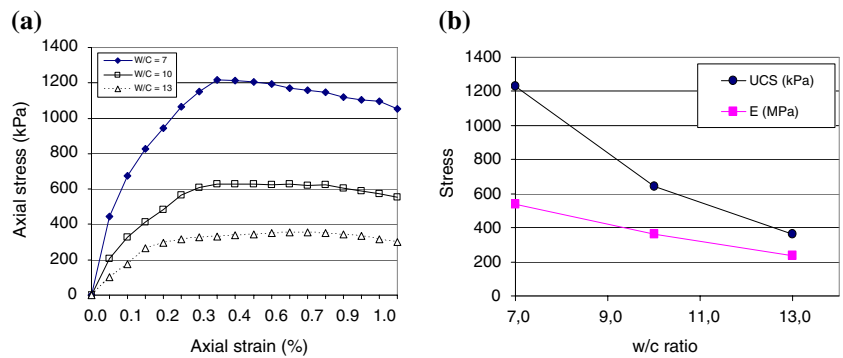 (a)
Axial stress (kPa)
1400
1200
1000
800
600
400
200
0
W/C = 7
W/C = 10
W/C = 13
0.0 0.1 0.1 0.2 0.3 0.4 0.4 0.6 0.7 0.8 0.9 1.0
Axial strain (%)
(b)
Stress
1400
1200
1000
800
600
400
200
0
UCS (kPa)
E (MPa)
7,0 9,0 11,0 13,0
w/c ratio